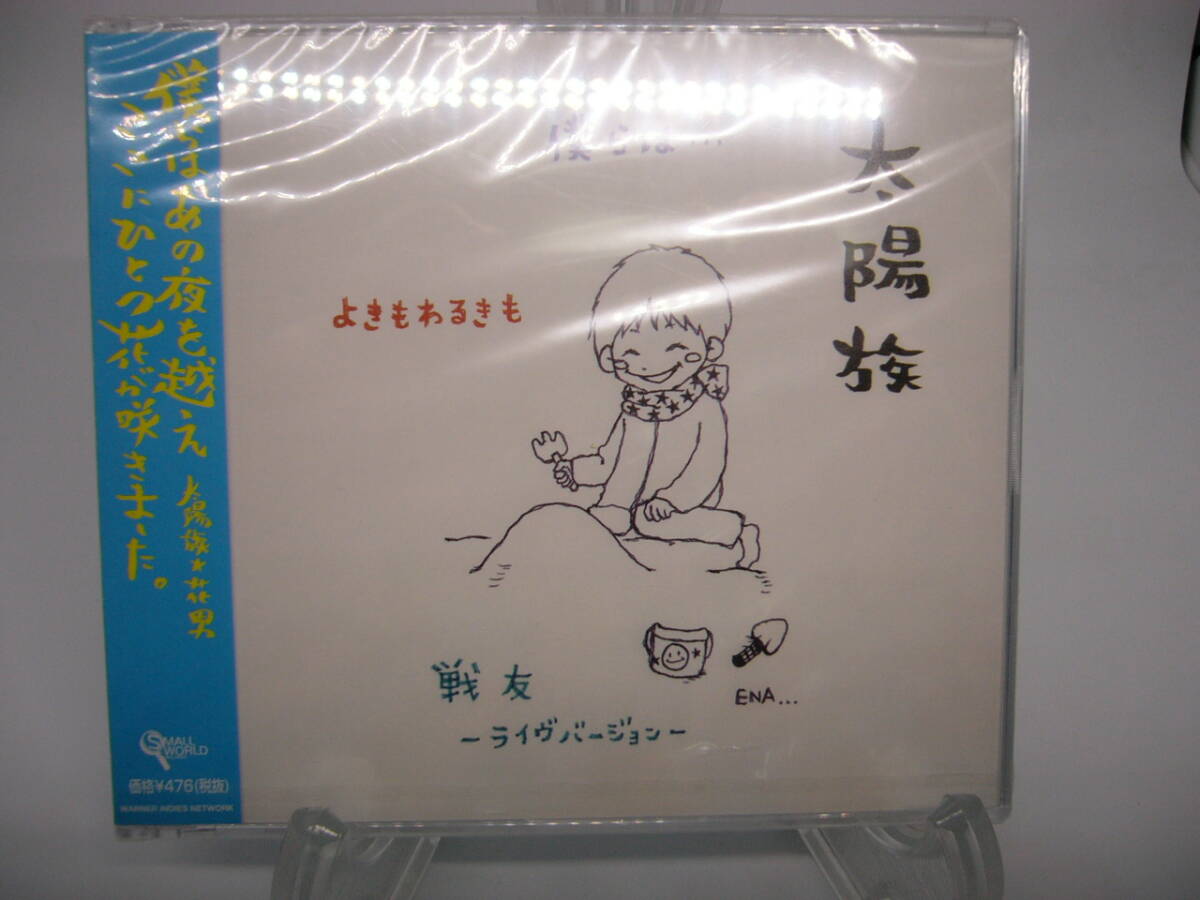 僕らはあの夜を越え
ここにひとつ花が咲きました。
太陽族★花男
SMALL
WORLD
価格¥476(税抜)
WARNER INDIES NETWORK
太陽族
僕らは...
よきもわるきも
戦友
-ライヴバージョン-
ENA...